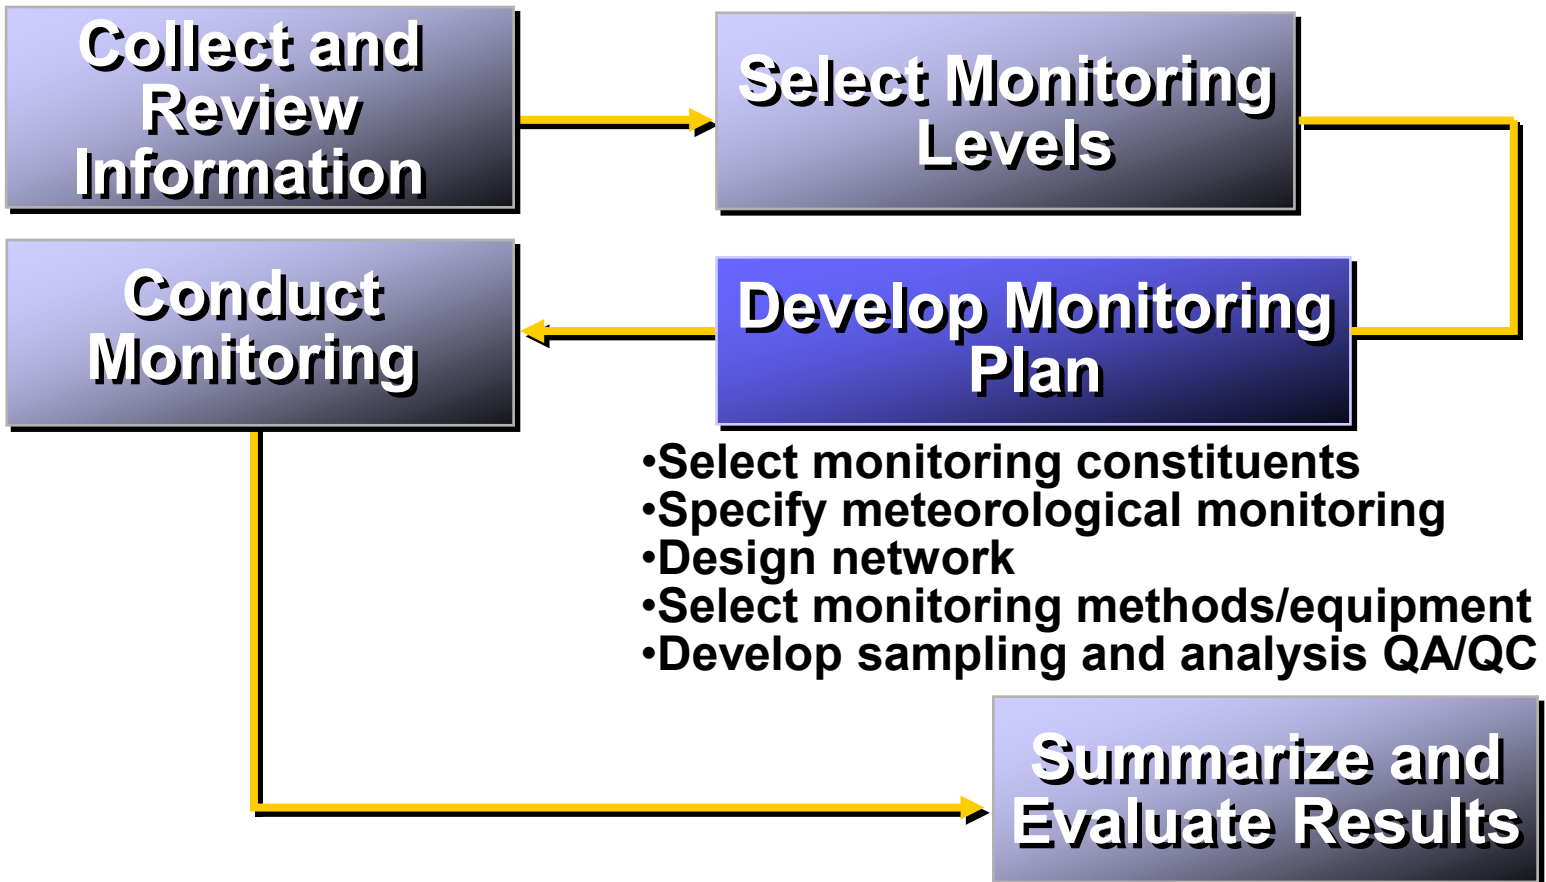 Collect and
Review
Information
Select Monitoring
Levels
Conduct
Monitoring
Develop Monitoring
Plan
•Select monitoring constituents
•Specify meteorological monitoring
•Design network
•Select monitoring methods/equipment
•Develop sampling and analysis QA/QC
Summarize and
Evaluate Results